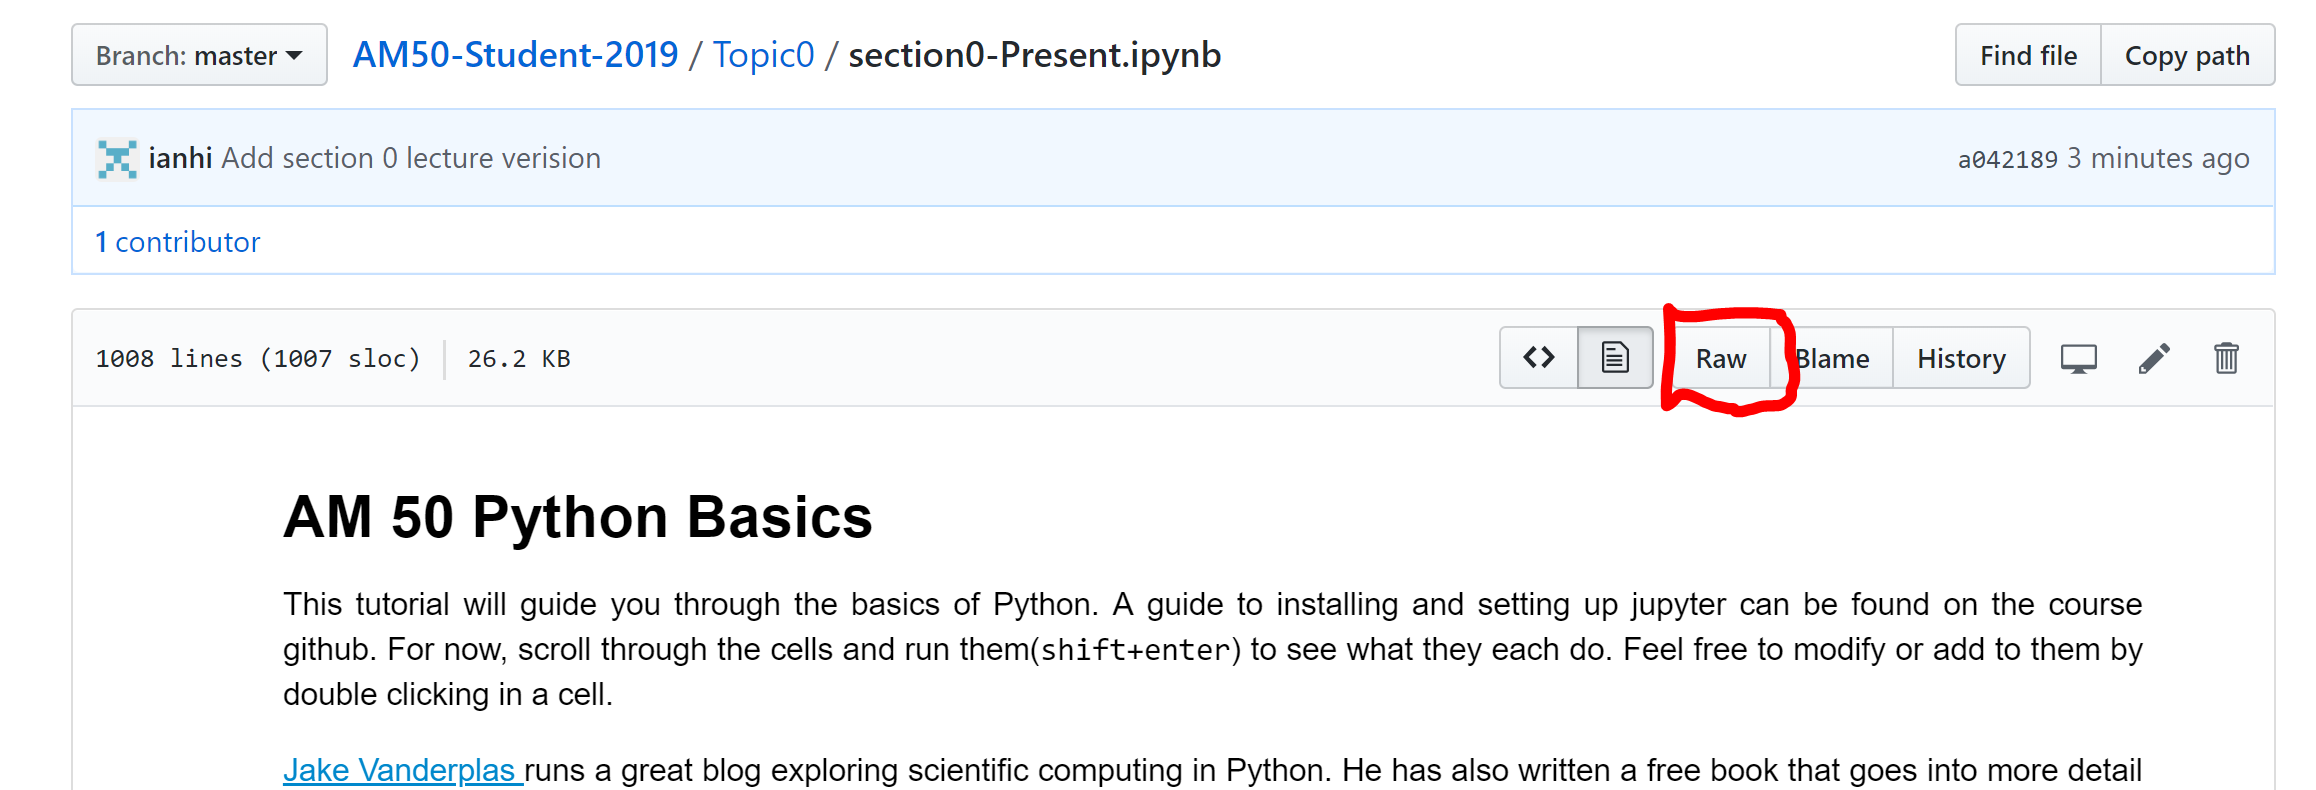 Branch: master AM50-Student-2019 / Topic0 / section0-Present.ipynb Find file Copy path
ianhi Add section 0 lecture verision a042189 3 minutes ago
1 contributor
1008 lines (1007 sloc) 26.2 KB <> Raw Blame History
AM 50 Python Basics
This tutorial will guide you through the basics of Python. A guide to installing and setting up jupyter can be found on the course
github. For now, scroll through the cells and run them(shift+enter) to see what they each do. Feel free to modify or add to them by
double clicking in a cell.
Jake Vanderplas runs a great blog exploring scientific computing in Python. He has also written a free book that goes into more detail